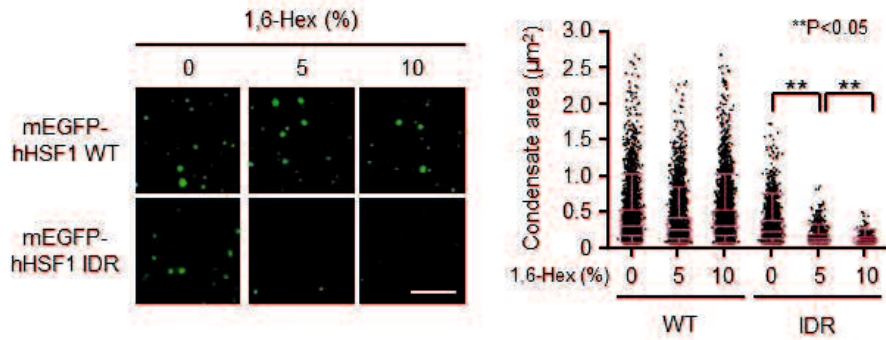 1,6-Hex (%)
0 5 10
mEGFP-
hHSF1 WT
mEGFP-
hHSF1 IDR
**P<0.05
Condensate area (μm²)
3.0
2.5
2.0
1.5
1.0
0.5
0
** **
1,6-Hex (%) 0 5 10 0 5 10
WT IDR